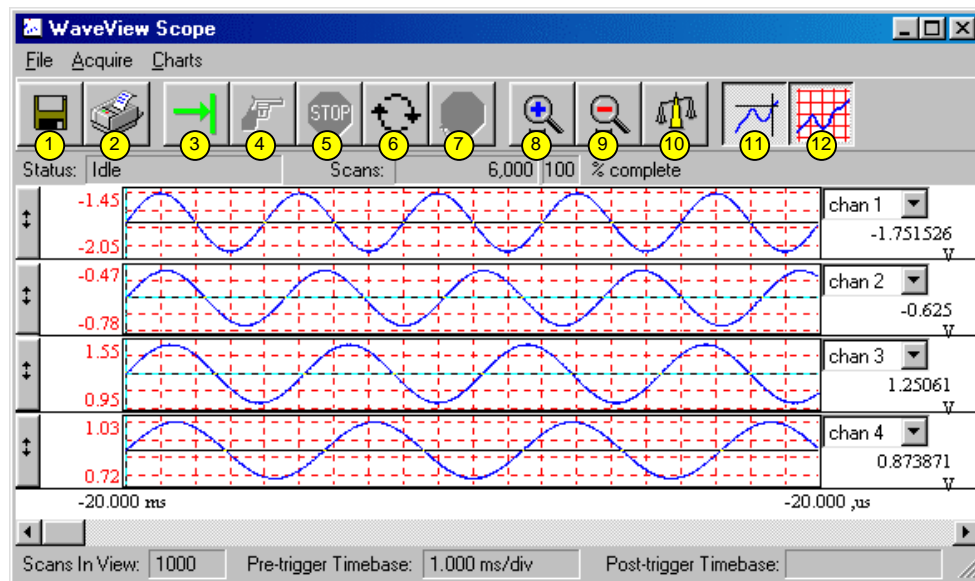 WaveView Scope
File Acquire Charts
STOP
1 2 3 4 5 6 7 8 9 10 11 12
Status: Idle Scans: 6,000 100 % complete
-1.45
-2.05
chan 1
-1.751526
V
-0.47
-0.78
chan 2
-0.625
V
1.55
0.95
chan 3
1.25061
V
1.03
0.72
chan 4
0.873871
V
-20.000 ms -20.000 ,us
Scans In View: 1000 Pre-trigger Timebase: 1.000 ms/div Post-trigger Timebase: